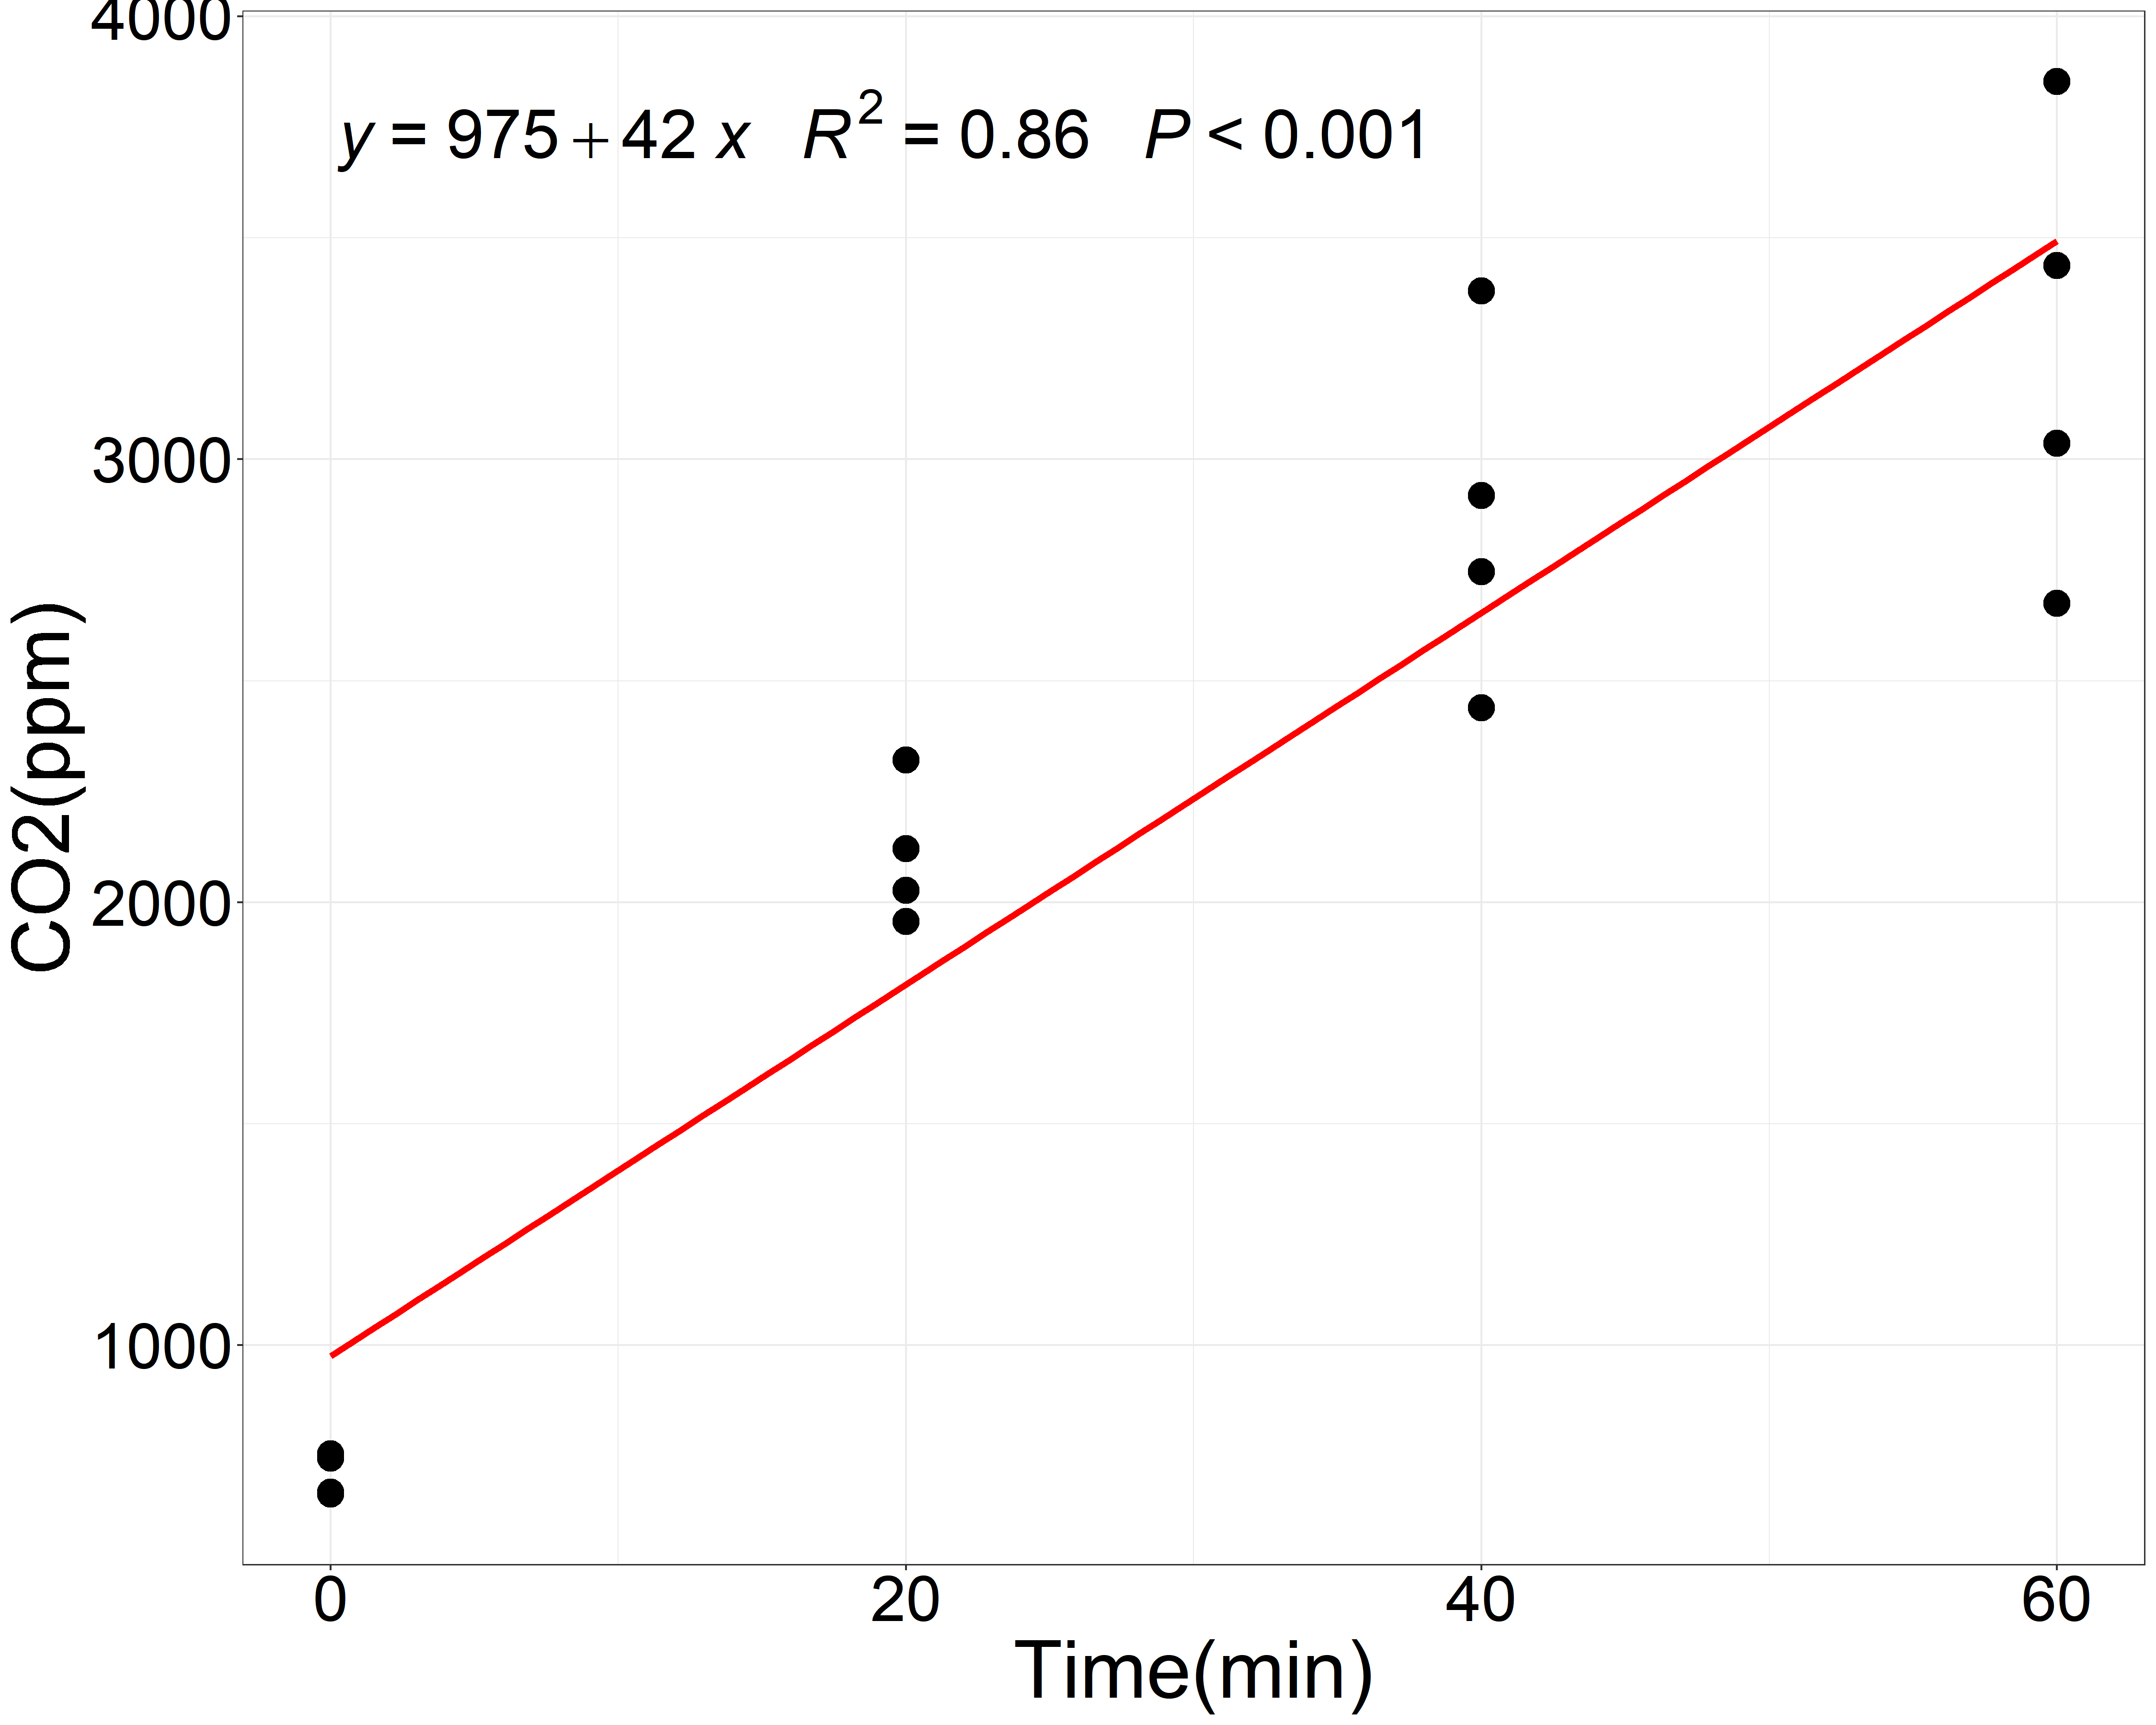 4000
y = 975 + 42 x R² = 0.86 P < 0.001
3000
2000
1000
CO2(ppm)
0 20 40 60
Time(min)